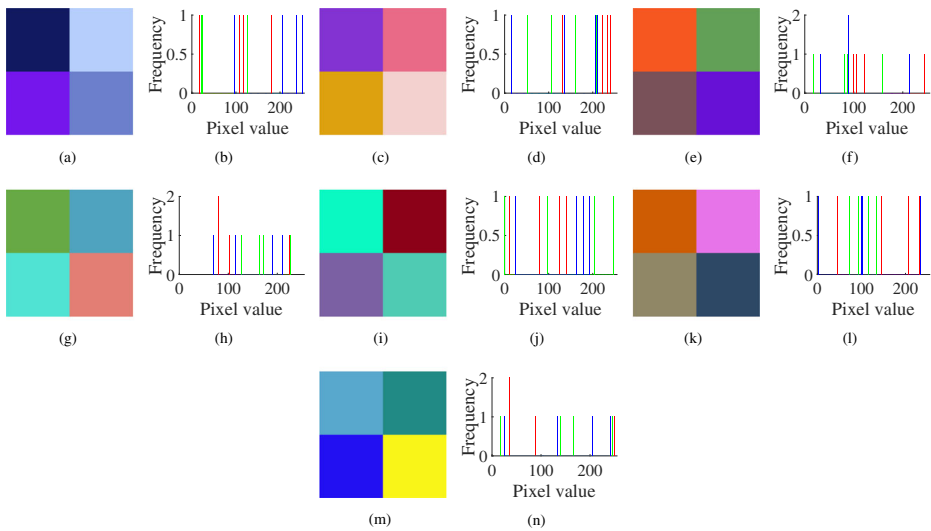 Frequency
1
0.5
0
0 100 200
Pixel value
Frequency
1
0.5
0
0 100 200
Pixel value
Frequency
2
1
0
0 100 200
Pixel value
(a) (b) (c) (d) (e) (f)
Frequency
2
1
0
0 100 200
Pixel value
Frequency
1
0.5
0
0 100 200
Pixel value
Frequency
1
0.5
0
0 100 200
Pixel value
(g) (h) (i) (j) (k) (l)
Frequency
2
1
0
0 100 200
Pixel value
(m) (n)